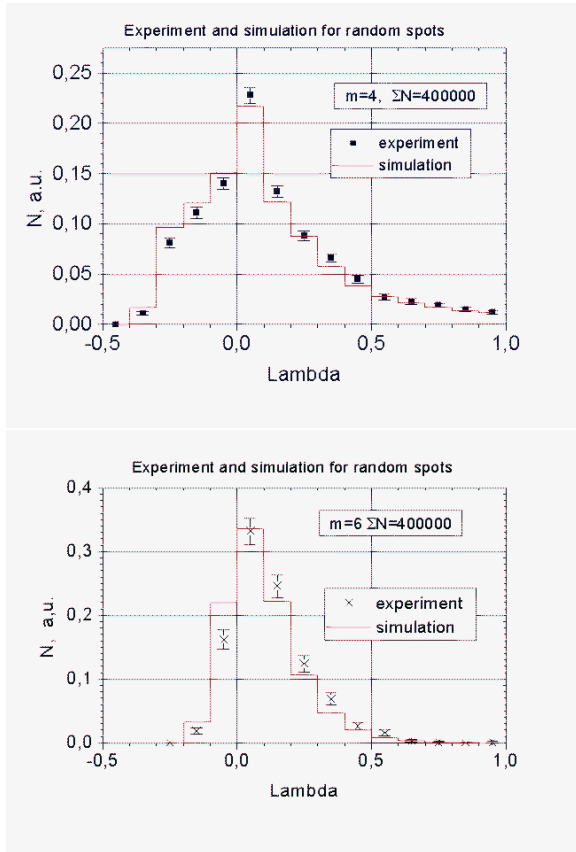 Experiment and simulation for random spots
0,25
m=4, ΣN=400000
0,20
experiment
simulation
N, a.u.
0,15
0,10
0,05
0,00
-0,5
0,0
0,5
1,0
Lambda
Experiment and simulation for random spots
0,4
m=6 ΣN=400000
0,3
experiment
simulation
N, a,u.
0,2
0,1
0,0
-0,5
0,0
0,5
1,0
Lambda